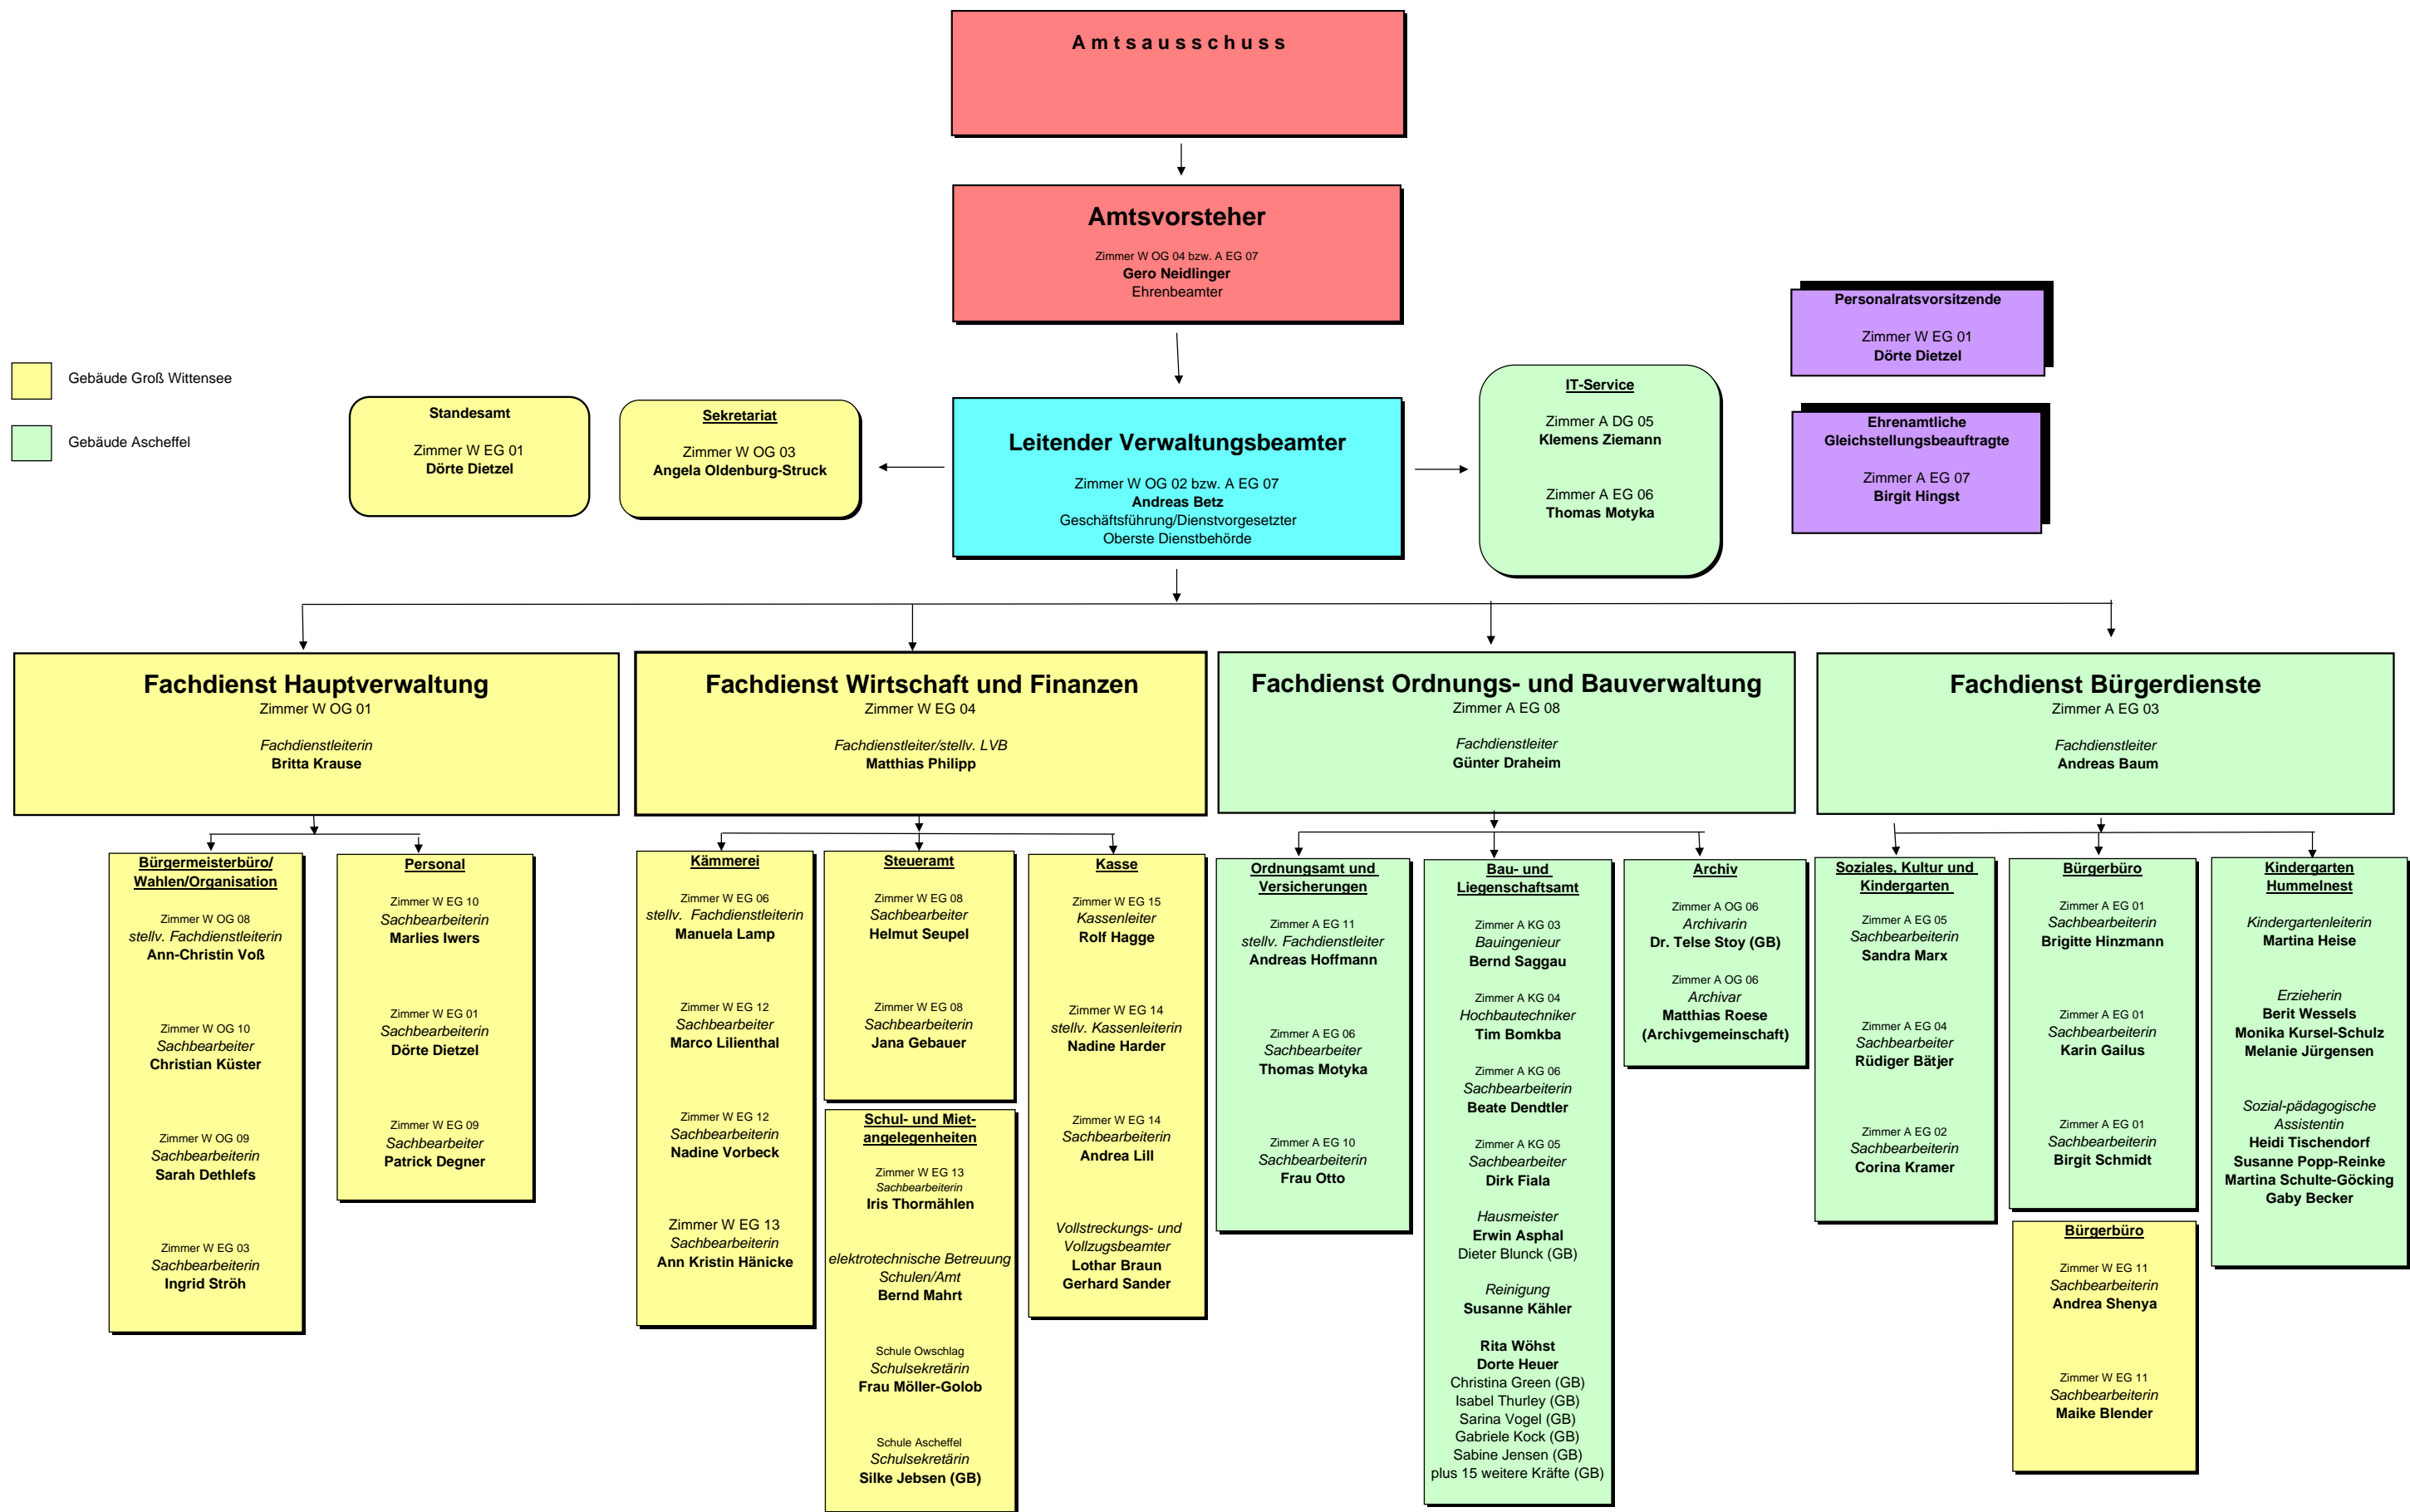 A m t s a u s s c h u s s
Amtsvorsteher
Zimmer W OG 04 bzw. A EG 07
Gero Neidlinger
Ehrenbeamter
Personalratsvorsitzende
Zimmer W EG 01
Dörte Dietzel
Gebäude Groß Wittensee
Gebäude Ascheffel
Standesamt
Zimmer W EG 01
Dörte Dietzel
Sekretariat
Zimmer W OG 03
Angela Oldenburg-Struck
Leitender Verwaltungsbeamter
Zimmer W OG 02 bzw. A EG 07
Andreas Betz
Geschäftsführung/Dienstvorgesetzter
Oberste Dienstbehörde
IT-Service
Zimmer A DG 05
Klemens Ziemann
Zimmer A EG 06
Thomas Motyka
Ehrenamtliche
Gleichstellungsbeauftragte
Zimmer A EG 07
Birgit Hingst
Fachdienst Hauptverwaltung
Zimmer W OG 01
Fachdienstleiterin
Britta Krause
Fachdienst Wirtschaft und Finanzen
Zimmer W EG 04
Fachdienstleiter/stellv. LVB
Matthias Philipp
Fachdienst Ordnungs- und Bauverwaltung
Zimmer A EG 08
Fachdienstleiter
Günter Draheim
Fachdienst Bürgerdienste
Zimmer A EG 03
Fachdienstleiter
Andreas Baum
Bürgermeisterbüro/
Wahlen/Organisation
Zimmer W OG 08
stellv. Fachdienstleiterin
Ann-Christin Voß
Zimmer W OG 10
Sachbearbeiter
Christian Küster
Zimmer W OG 09
Sachbearbeiterin
Sarah Dethlefs
Zimmer W EG 03
Sachbearbeiterin
Ingrid Ströh
Personal
Zimmer W EG 10
Sachbearbeiterin
Marlies Iwers
Zimmer W EG 01
Sachbearbeiterin
Dörte Dietzel
Zimmer W EG 09
Sachbearbeiter
Patrick Degner
Kämmerei
Zimmer W EG 06
stellv. Fachdienstleiterin
Manuela Lamp
Zimmer W EG 12
Sachbearbeiter
Marco Lilienthal
Zimmer W EG 12
Sachbearbeiterin
Nadine Vorbeck
Zimmer W EG 13
Sachbearbeiterin
Ann Kristin Hänicke
Steueramt
Zimmer W EG 08
Sachbearbeiter
Helmut Seupel
Zimmer W EG 08
Sachbearbeiterin
Jana Gebauer
Schul- und Miet-
angelegenheiten
Zimmer W EG 13
Sachbearbeiterin
Iris Thormählen
elektrotechnische Betreuung
Schulen/Amt
Bernd Mahrt
Schule Owschlag
Schulsekretärin
Frau Möller-Golob
Schule Ascheffel
Schulsekretärin
Silke Jebsen (GB)
Kasse
Zimmer W EG 15
Kassenleiter
Rolf Hagge
Zimmer W EG 14
stellv. Kassenleiterin
Nadine Harder
Zimmer W EG 14
Sachbearbeiterin
Andrea Lill
Vollstreckungs- und
Vollzugsbeamter
Lothar Braun
Gerhard Sander
Ordnungsamt und
Versicherungen
Zimmer A EG 11
stellv. Fachdienstleiter
Andreas Hoffmann
Zimmer A EG 06
Sachbearbeiter
Thomas Motyka
Zimmer A EG 10
Sachbearbeiterin
Frau Otto
Bau- und
Liegenschaftsamt
Zimmer A KG 03
Bauingenieur
Bernd Saggau
Zimmer A KG 04
Hochbautechniker
Tim Bomkba
Zimmer A KG 06
Sachbearbeiterin
Beate Dendtler
Zimmer A KG 05
Sachbearbeiter
Dirk Fiala
Hausmeister
Erwin Asphal
Dieter Blunck (GB)
Reinigung
Susanne Kähler
Rita Wöhst
Dorte Heuer
Christina Green (GB)
Isabel Thurley (GB)
Sarina Vogel (GB)
Gabriele Kock (GB)
Sabine Jensen (GB)
plus 15 weitere Kräfte (GB)
Archiv
Zimmer A OG 06
Archivarin
Dr. Telse Stoy (GB)
Zimmer A OG 06
Archivar
Matthias Roese
(Archivgemeinschaft)
Soziales, Kultur und
Kindergarten
Zimmer A EG 05
Sachbearbeiterin
Sandra Marx
Zimmer A EG 04
Sachbearbeiter
Rüdiger Bätjer
Zimmer A EG 02
Sachbearbeiterin
Corina Kramer
Bürgerbüro
Zimmer A EG 01
Sachbearbeiterin
Brigitte Hinzmann
Zimmer A EG 01
Sachbearbeiterin
Karin Gailus
Zimmer A EG 01
Sachbearbeiterin
Birgit Schmidt
Bürgerbüro
Zimmer W EG 11
Sachbearbeiterin
Andrea Shenya
Zimmer W EG 11
Sachbearbeiterin
Maike Blender
Kindergarten
Hummelnest
Kindergartenleiterin
Martina Heise
Erzieherin
Berit Wessels
Monika Kursel-Schulz
Melanie Jürgensen
Sozial-pädagogische
Assistentin
Heidi Tischendorf
Susanne Popp-Reinke
Martina Schulte-Göcking
Gaby Becker